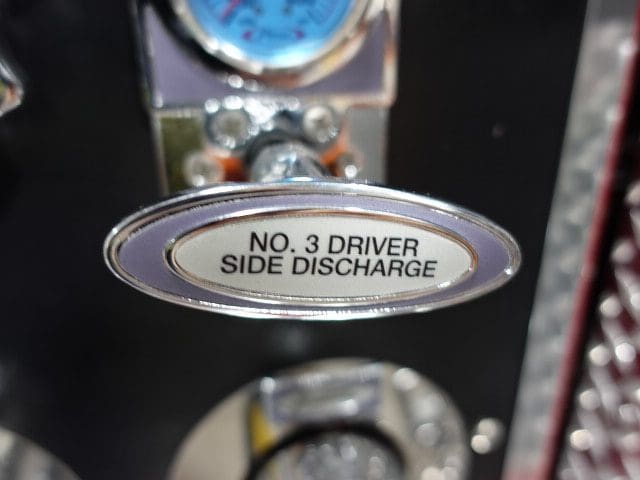 NO. 3 DRIVER
SIDE DISCHARGE